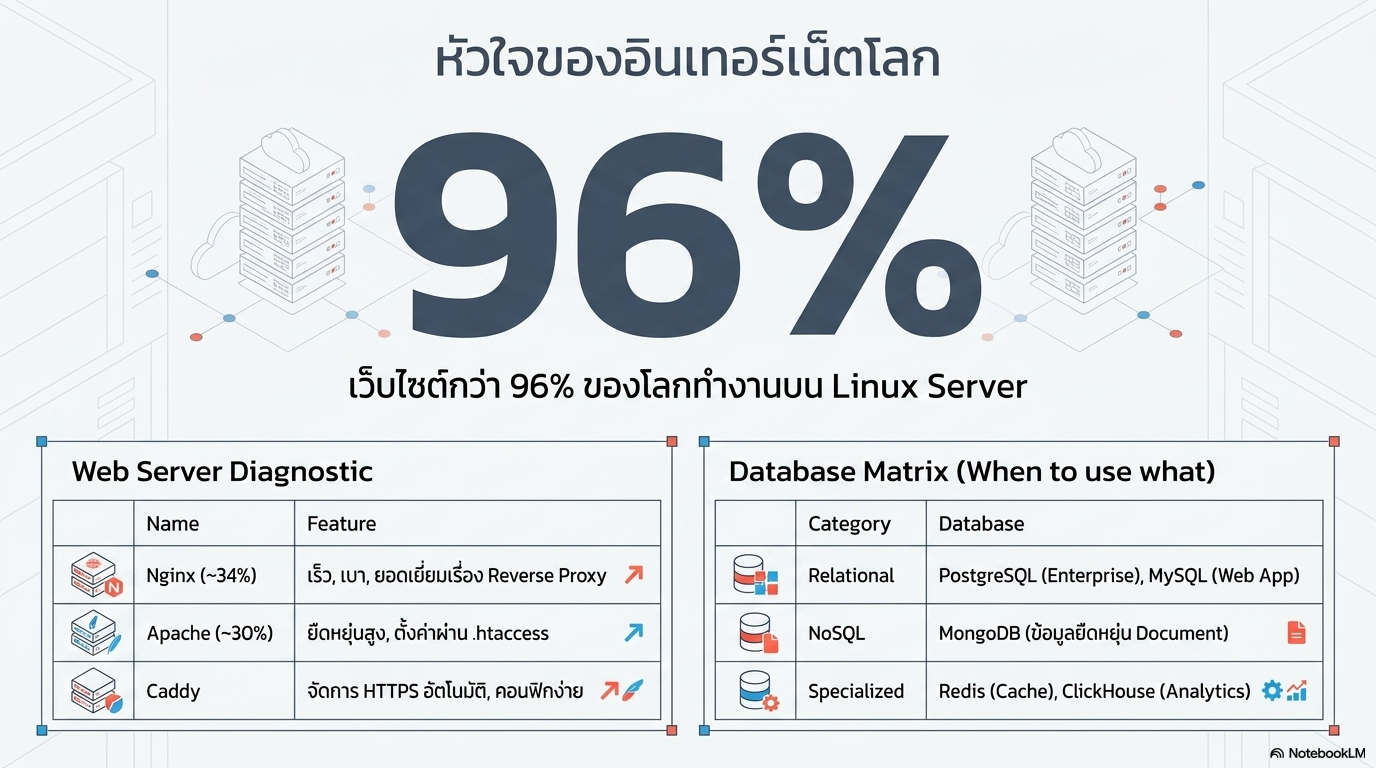 หัวใจของอินเทอร์เน็ตโลก
96%
เว็บไซต์กว่า 96% ของโลกทำงานบน Linux Server
Web Server Diagnostic
Name Feature
Nginx (~34%) เร็ว, เบา, ยอดเยี่ยมเรื่อง Reverse Proxy
Apache (~30%) ยืดหยุ่นสูง, ตั้งค่าผ่าน .htaccess
Caddy จัดการ HTTPS อัตโนมัติ, คอนฟิกง่าย
Database Matrix (When to use what)
Category Database
Relational PostgreSQL (Enterprise), MySQL (Web App)
NoSQL MongoDB (ข้อมูลยืดหยุ่น Document)
Specialized Redis (Cache), ClickHouse (Analytics)
NotebookLM